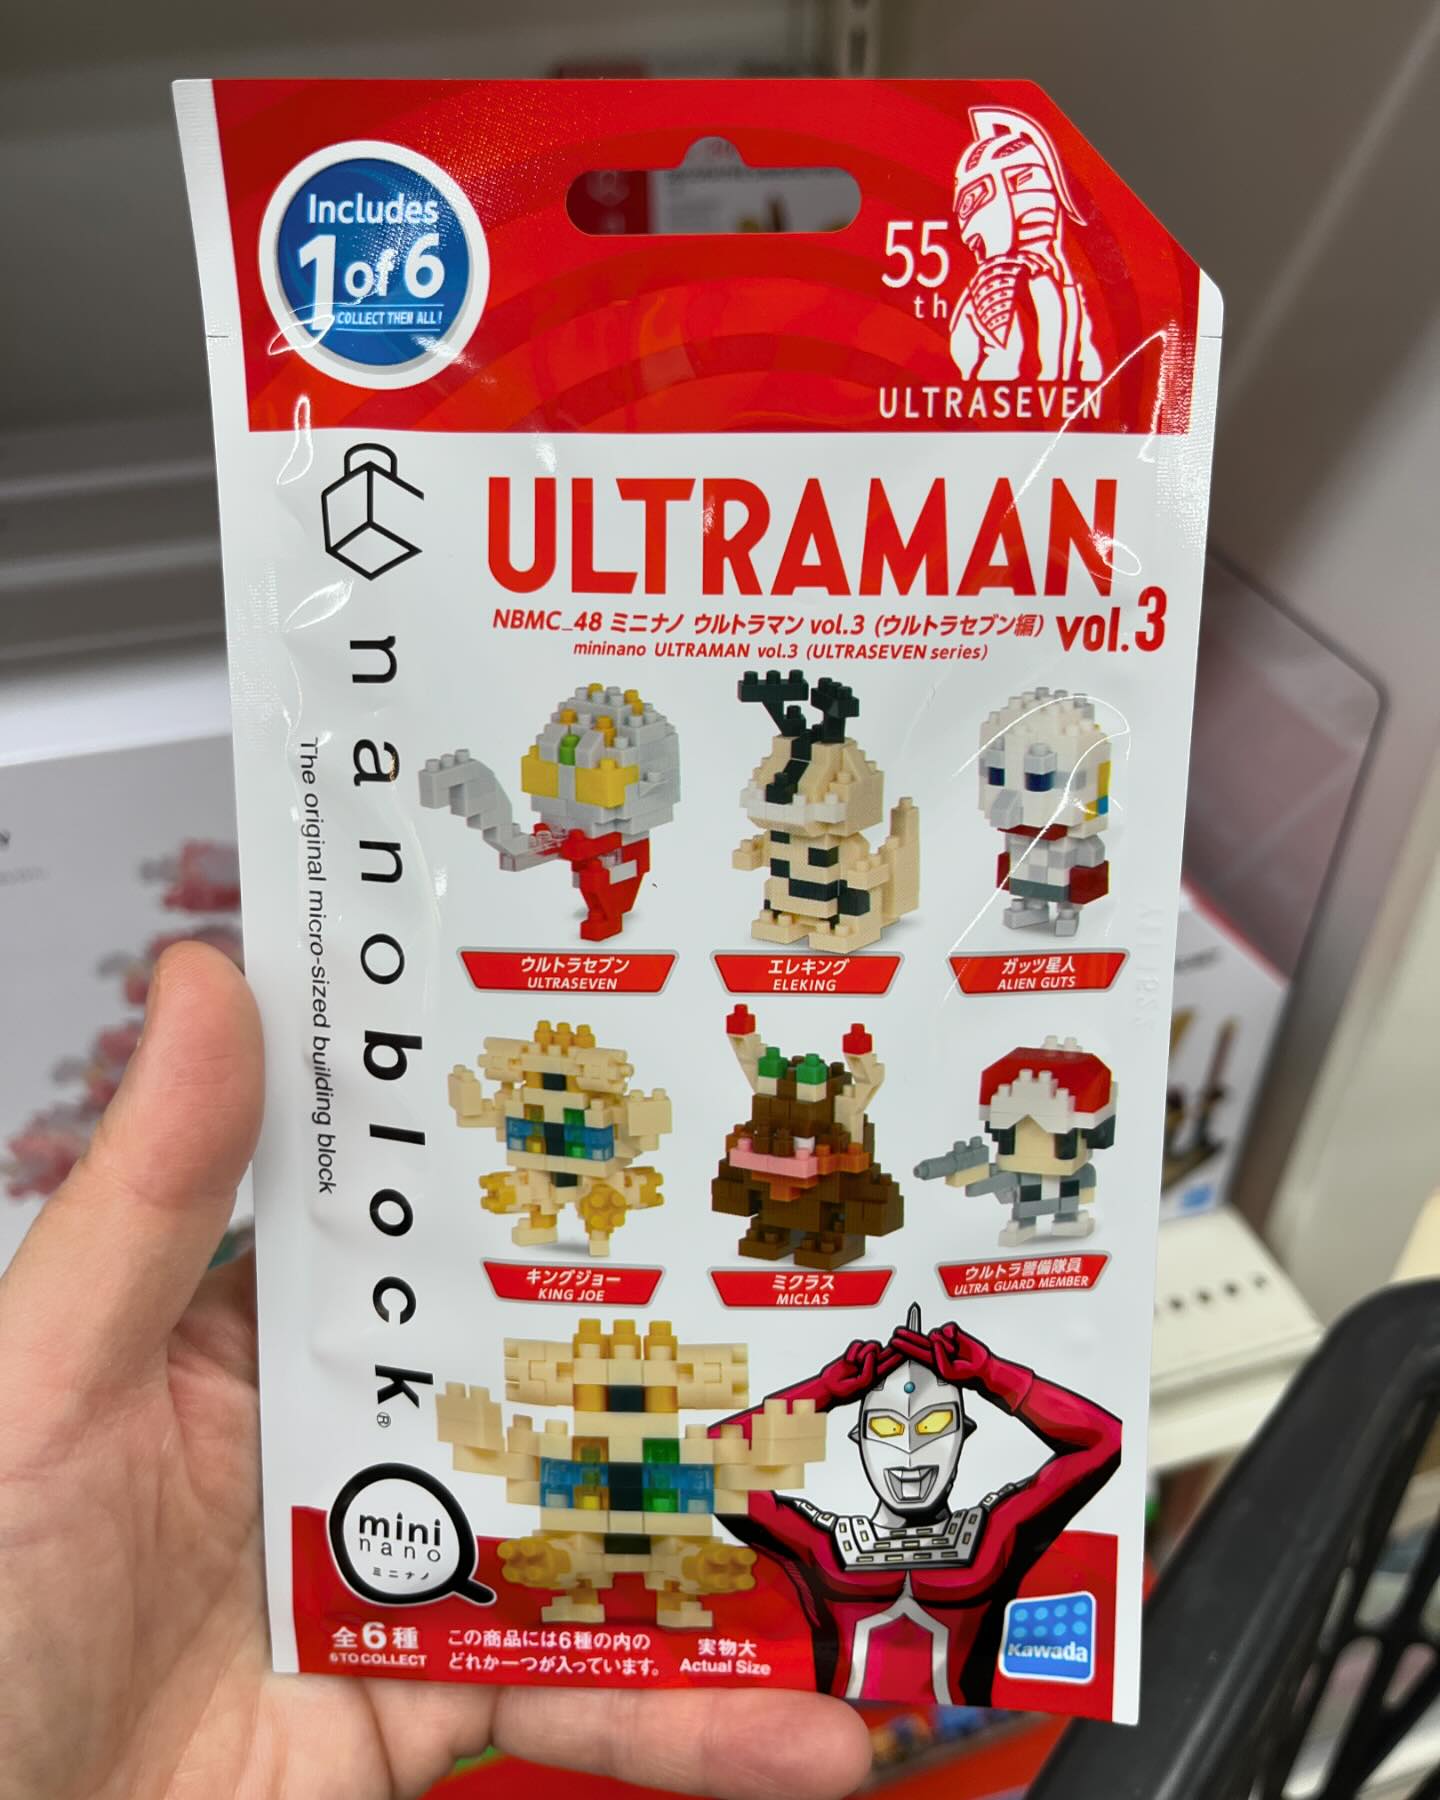 Includes
1 of 6
COLLECT THEM ALL!
55
th
ULTRASEVEN
nanoblock®
The original micro-sized building block
ULTRAMAN
vol.3
NBMC_48 ミニナノ ウルトラマン vol.3 (ウルトラセブン編)
mininano ULTRAMAN vol.3 (ULTRASEVEN series)
ウルトラセブン
ULTRASEVEN
エレキング
ELEKING
ガッツ星人
ALIEN GUTS
キングジョー
KING JOE
ミクラス
MICLAS
ウルトラ警備隊員
ULTRA GUARD MEMBER
mini
nano
ミニナノ
全6種
6 TO COLLECT
この商品には6種の内の
どれか一つが入っています。
実物大
Actual Size
Kawada